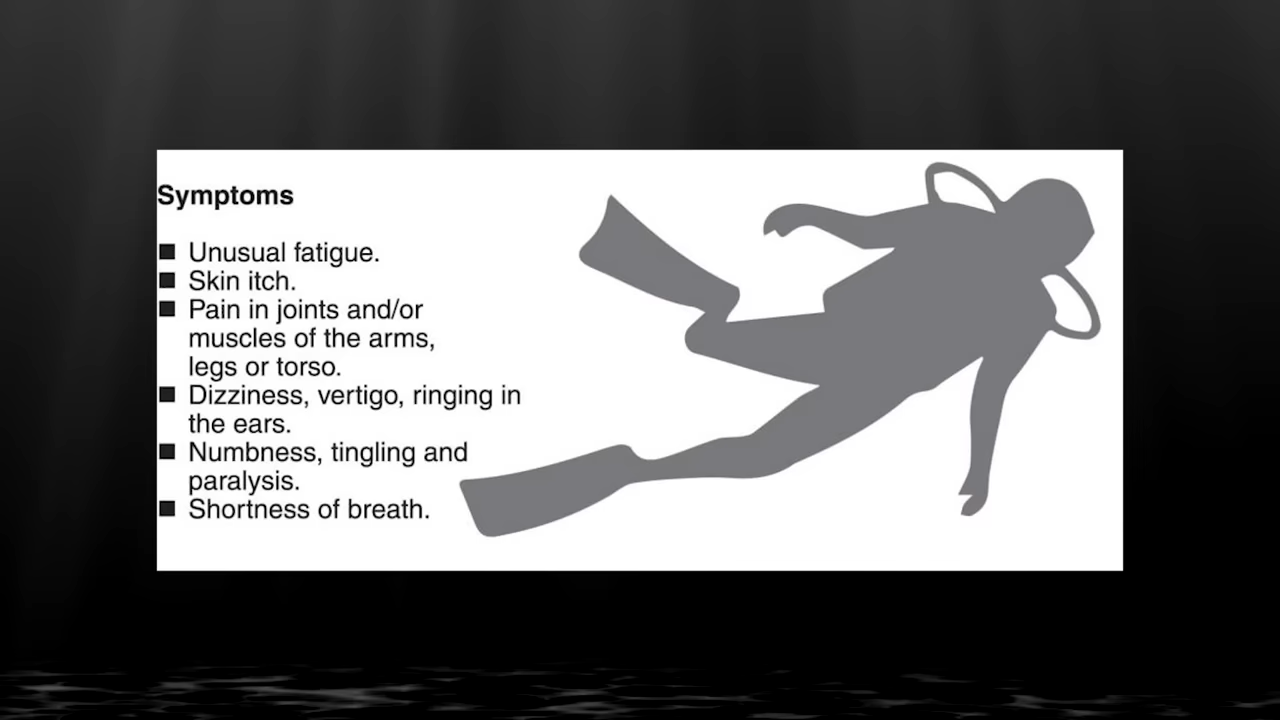 Symptoms
■ Unusual fatigue.
■ Skin itch.
■ Pain in joints and/or
muscles of the arms,
legs or torso.
■ Dizziness, vertigo, ringing in
the ears.
■ Numbness, tingling and
paralysis.
■ Shortness of breath.